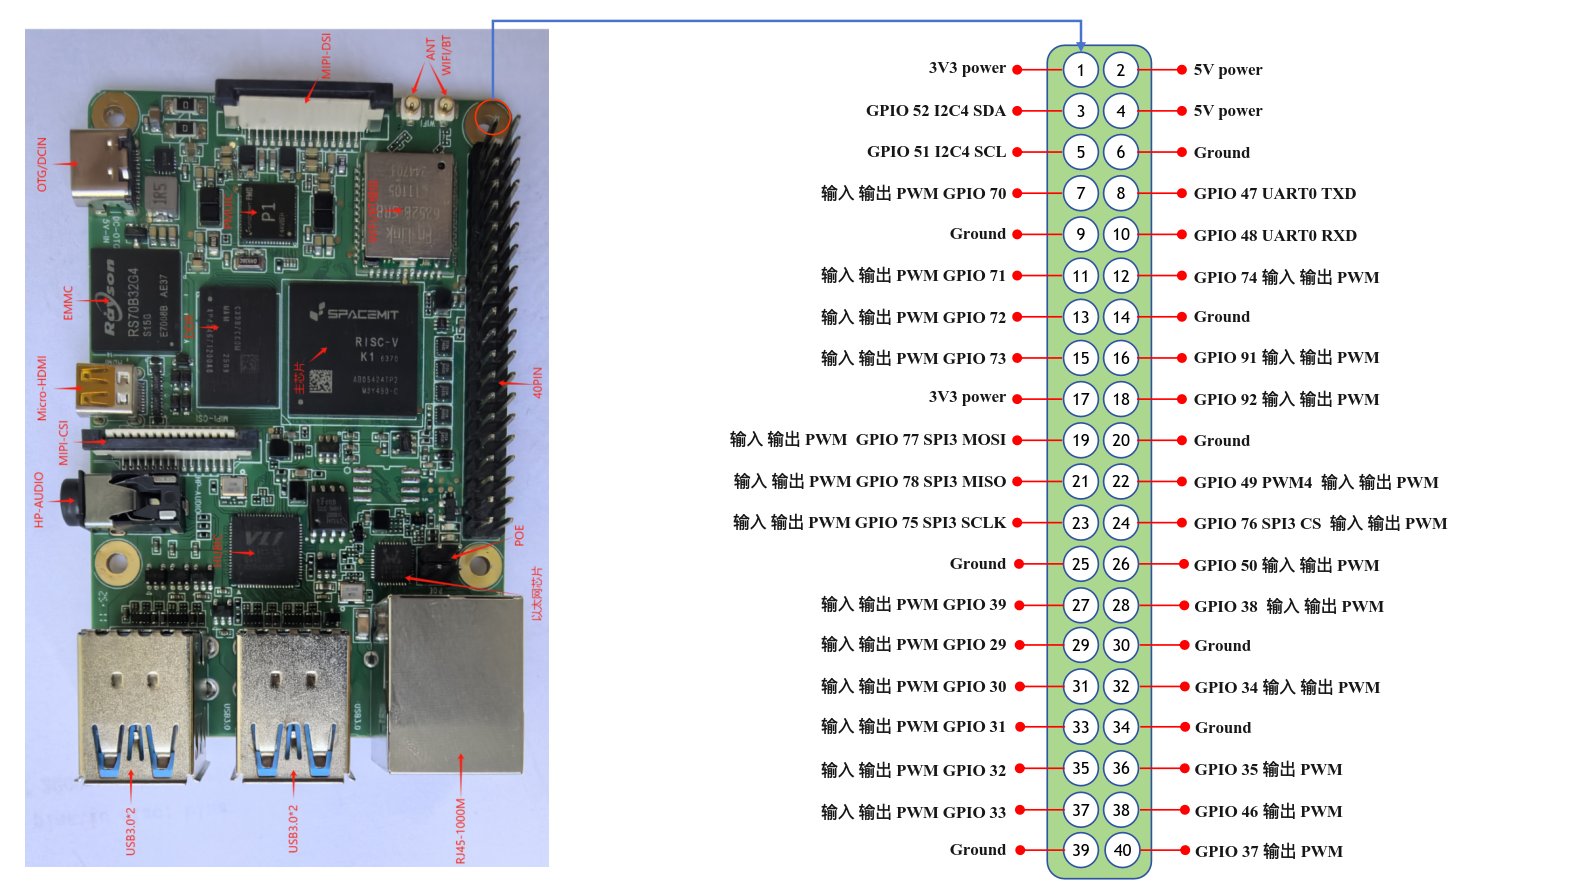 MIPI-DSI
ANT
WIFI/BT
OTG/DCIN
EMMC
Micro-HDMI
MIPI-CSI
HP-AUDIO
主芯片
40PIN
POE
以太网芯片
USB3.0*2
USB3.0*2
RJ45-1000M
P1
1R5
Rayson
RS70B32G4
S15G
E7008B AE37
SPACEMIT
RISC-V
K1
MIPI-CSI
USB3.0
USB3.0
3V3 power 1 2 5V power
GPIO 52 I2C4 SDA 3 4 5V power
GPIO 51 I2C4 SCL 5 6 Ground
输入 输出 PWM GPIO 70 7 8 GPIO 47 UART0 TXD
Ground 9 10 GPIO 48 UART0 RXD
输入 输出 PWM GPIO 71 11 12 GPIO 74 输入 输出 PWM
输入 输出 PWM GPIO 72 13 14 Ground
输入 输出 PWM GPIO 73 15 16 GPIO 91 输入 输出 PWM
3V3 power 17 18 GPIO 92 输入 输出 PWM
输入 输出 PWM GPIO 77 SPI3 MOSI 19 20 Ground
输入 输出 PWM GPIO 78 SPI3 MISO 21 22 GPIO 49 PWM4 输入 输出 PWM
输入 输出 PWM GPIO 75 SPI3 SCLK 23 24 GPIO 76 SPI3 CS 输入 输出 PWM
Ground 25 26 GPIO 50 输入 输出 PWM
输入 输出 PWM GPIO 39 27 28 GPIO 38 输入 输出 PWM
输入 输出 PWM GPIO 29 29 30 Ground
输入 输出 PWM GPIO 30 31 32 GPIO 34 输入 输出 PWM
输入 输出 PWM GPIO 31 33 34 Ground
输入 输出 PWM GPIO 32 35 36 GPIO 35 输出 PWM
输入 输出 PWM GPIO 33 37 38 GPIO 46 输出 PWM
Ground 39 40 GPIO 37 输出 PWM